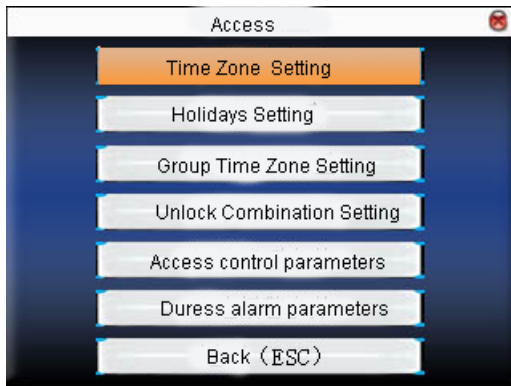 Access
Time Zone Setting
Holidays Setting
Group Time Zone Setting
Unlock Combination Setting
Access control parameters
Duress alarm parameters
Back (ESC)